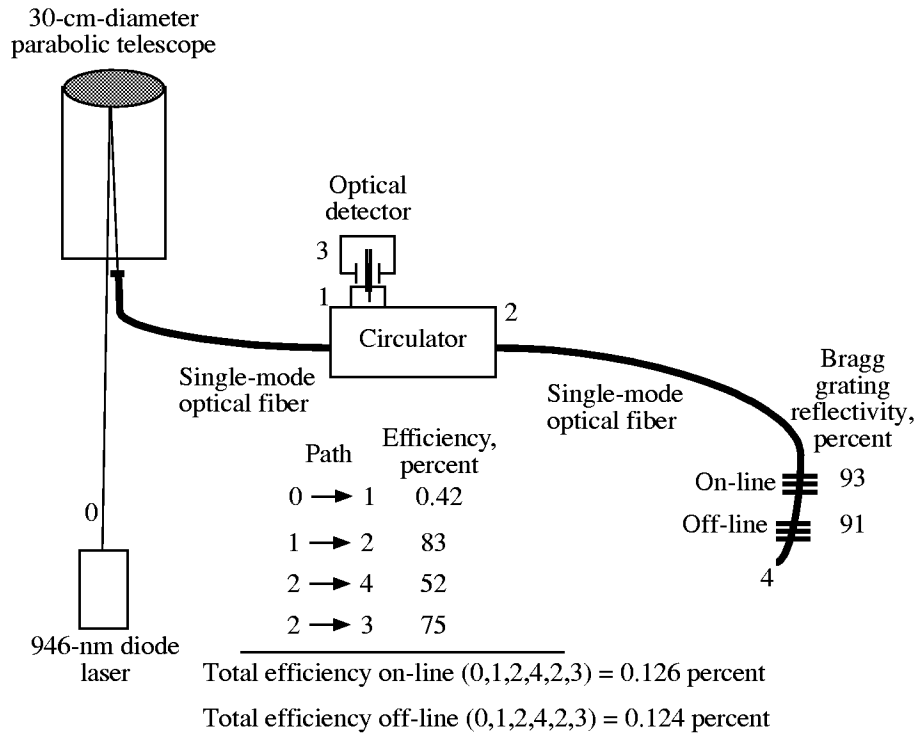 30-cm-diameter
parabolic telescope
Optical
detector
3
1
2
Circulator
Single-mode
optical fiber
Single-mode
optical fiber
Bragg
grating
reflectivity,
percent
On-line 93
Off-line 91
4
0
946-nm diode
laser
Path Efficiency,
percent
0 → 1 0.42
1 → 2 83
2 → 4 52
2 → 3 75
Total efficiency on-line (0,1,2,4,2,3) = 0.126 percent
Total efficiency off-line (0,1,2,4,2,3) = 0.124 percent